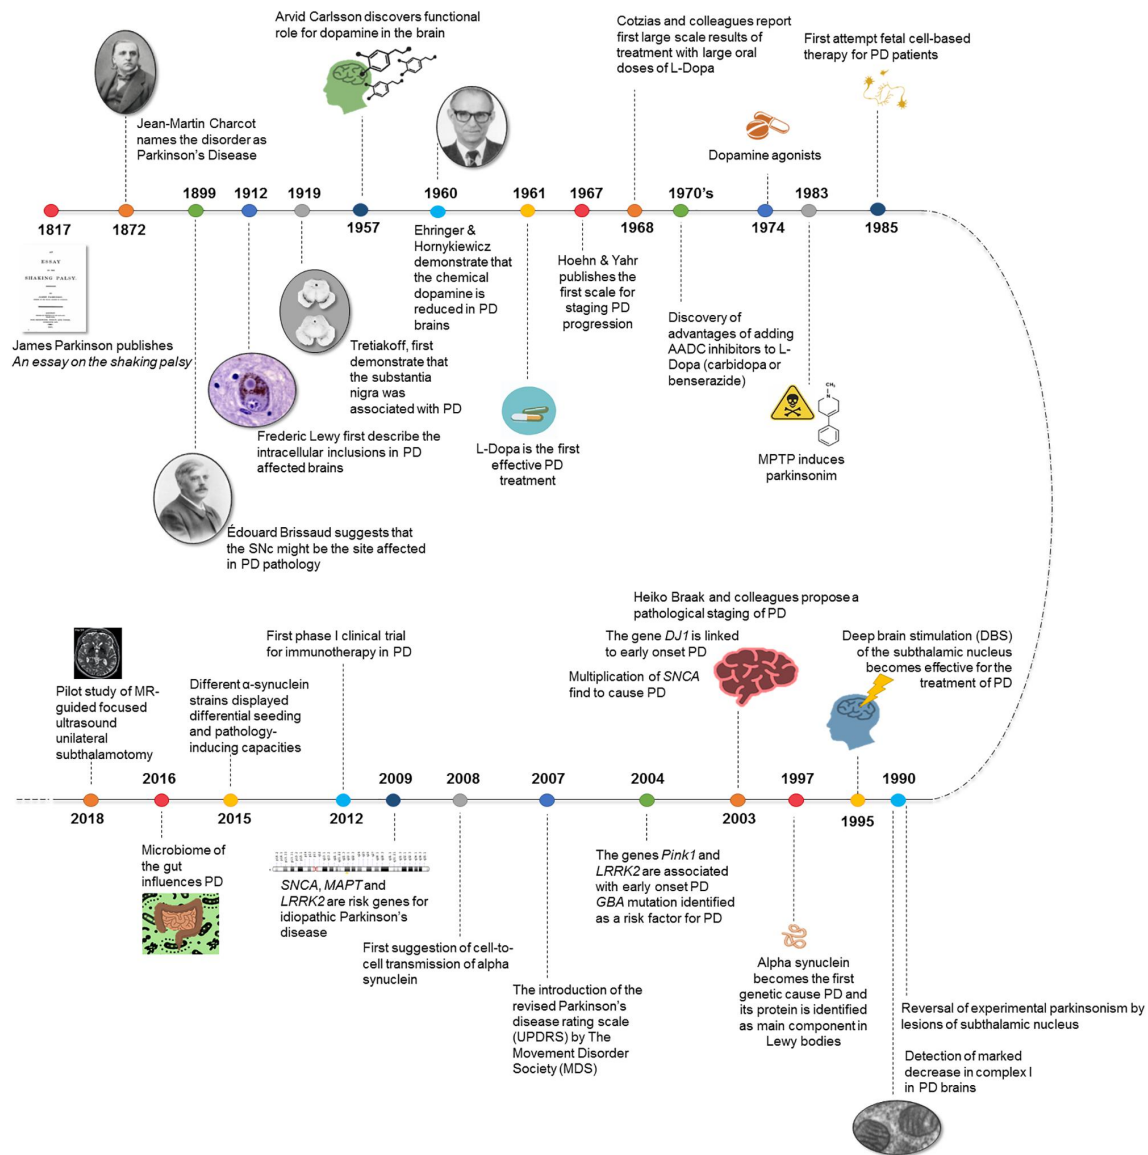 Arvid Carlsson discovers functional
role for dopamine in the brain
Cotzias and colleagues report
first large scale results of
treatment with large oral
doses of L-Dopa
First attempt fetal cell-based
therapy for PD patients
Jean-Martin Charcot
names the disorder as
Parkinson's Disease
Dopamine agonists
1817
1872
1899
1912
1919
1957
1960
1961
1967
1968
1970's
1974
1983
1985
ESSAY
SHAKING PALSY.
James Parkinson publishes
An essay on the shaking palsy
Ehringer &
Hornykiewicz
demonstrate that
the chemical
dopamine is
reduced in PD
brains
Hoehn & Yahr
publishes the
first scale for
staging PD
progression
Discovery of
advantages of adding
AADC inhibitors to L-
Dopa (carbidopa or
benserazide)
Tretiakoff, first
demonstrate that
the substantia
nigra was
associated with PD
CH₃
N
MPTP induces
parkinsonim
L-Dopa is the first
effective PD
treatment
Frederic Lewy first describe the
intracellular inclusions in PD
affected brains
Édouard Brissaud suggests that
the SNc might be the site affected
in PD pathology
Heiko Braak and colleagues propose a
pathological staging of PD
The gene DJ1 is linked
to early onset PD
Multiplication of SNCA
find to cause PD
Deep brain stimulation (DBS)
of the subthalamic nucleus
becomes effective for the
treatment of PD
First phase I clinical trial
for immunotherapy in PD
Pilot study of MR-
guided focused
ultrasound
unilateral
subthalamotomy
Different α-synuclein
strains displayed
differential seeding
and pathology-
inducing capacities
2018
2016
2015
2012
2009
2008
2007
2004
2003
1997
1995
1990
Microbiome of
the gut
influences PD
SNCA, MAPT and
LRRK2 are risk genes for
idiopathic Parkinson's
disease
First suggestion of cell-to-
cell transmission of alpha
synuclein
The introduction of the
revised Parkinson's
disease rating scale
(UPDRS) by The
Movement Disorder
Society (MDS)
The genes Pink1 and
LRRK2 are associated
with early onset PD
GBA mutation identified
as a risk factor for PD
Alpha synuclein
becomes the first
genetic cause PD and
its protein is identified
as main component in
Lewy bodies
Reversal of experimental parkinsonism by
lesions of subthalamic nucleus
Detection of marked
decrease in complex I
in PD brains